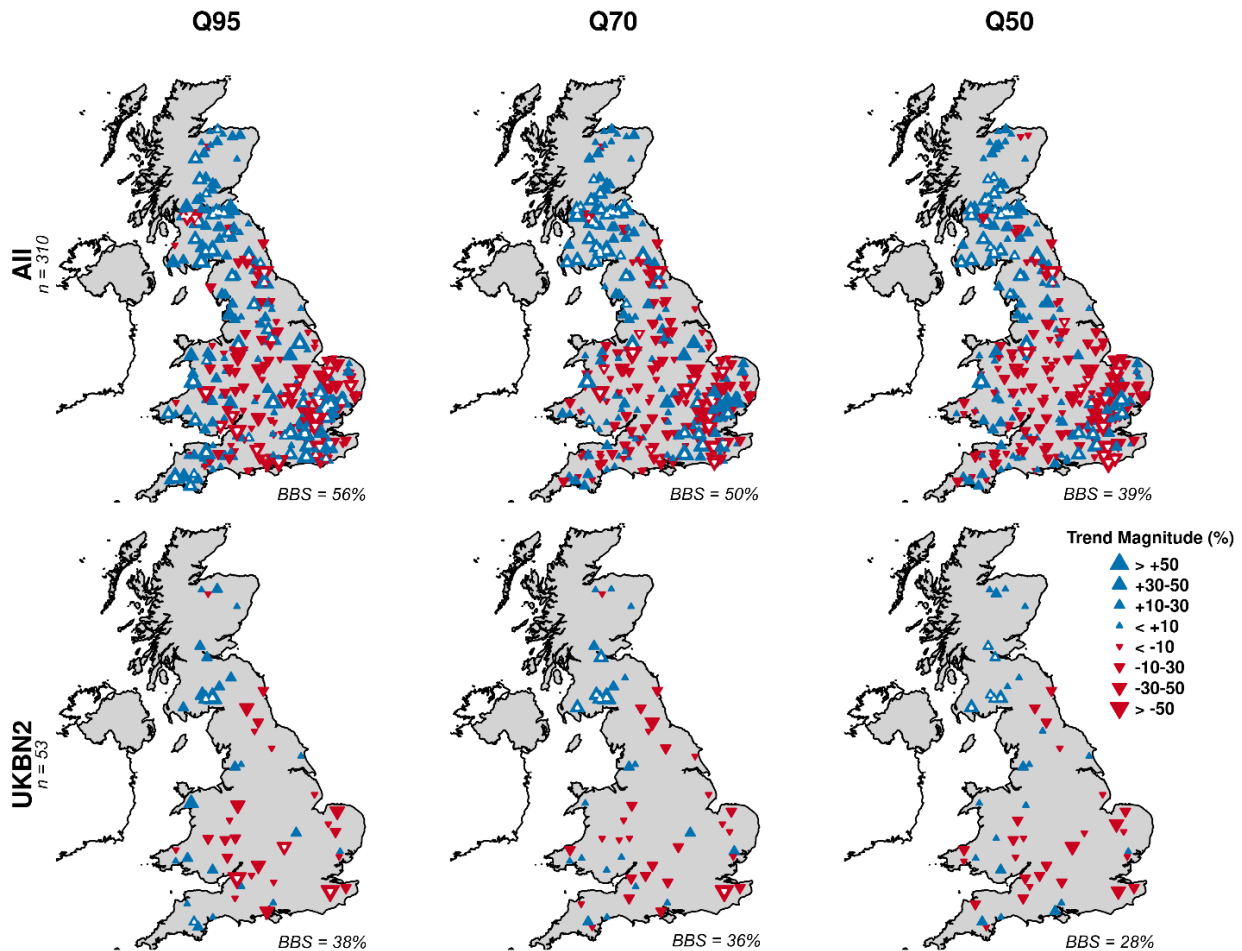 Q95
Q70
Q50
All
n = 310
BBS = 56%
BBS = 50%
BBS = 39%
UKBN2
n = 53
Trend Magnitude (%)
> +50
+30-50
+10-30
< +10
< -10
-10-30
-30-50
> -50
BBS = 38%
BBS = 36%
BBS = 28%